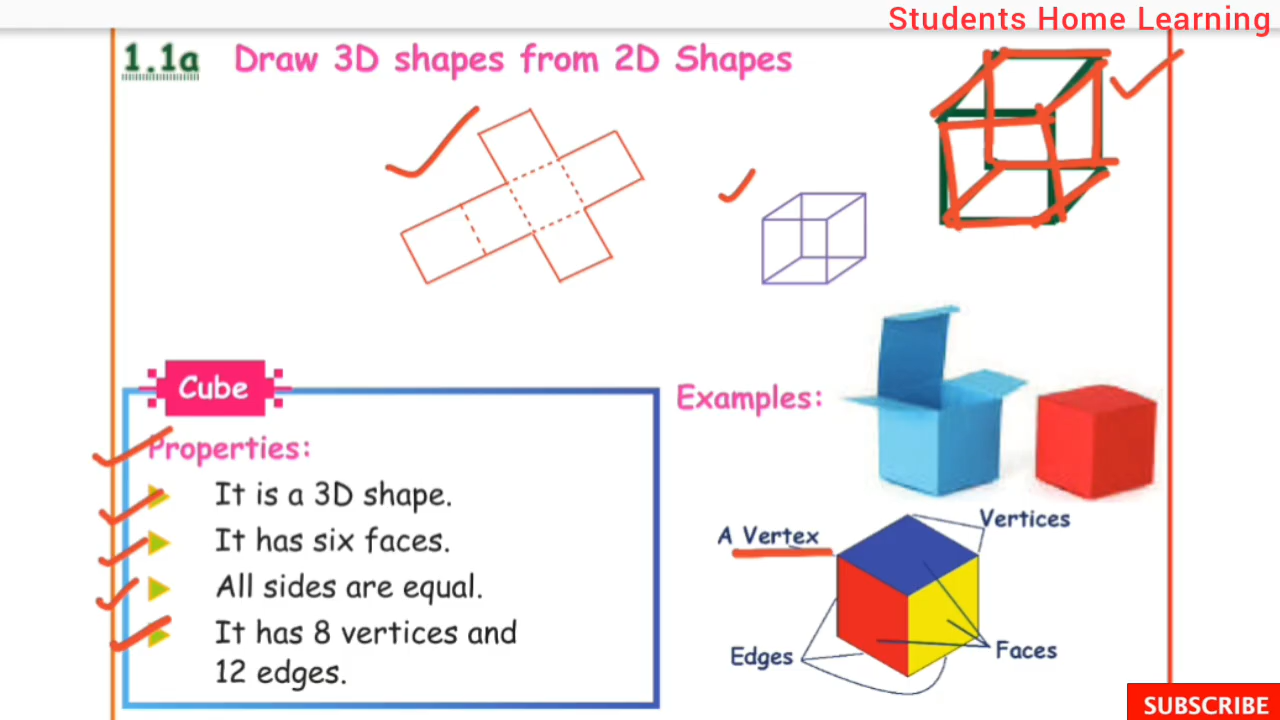 Students Home Learning
1.1a Draw 3D shapes from 2D Shapes
Cube
Properties:
It is a 3D shape.
It has six faces.
All sides are equal.
It has 8 vertices and
12 edges.
Examples:
A Vertex
Vertices
Edges
Faces
SUBSCRIBE